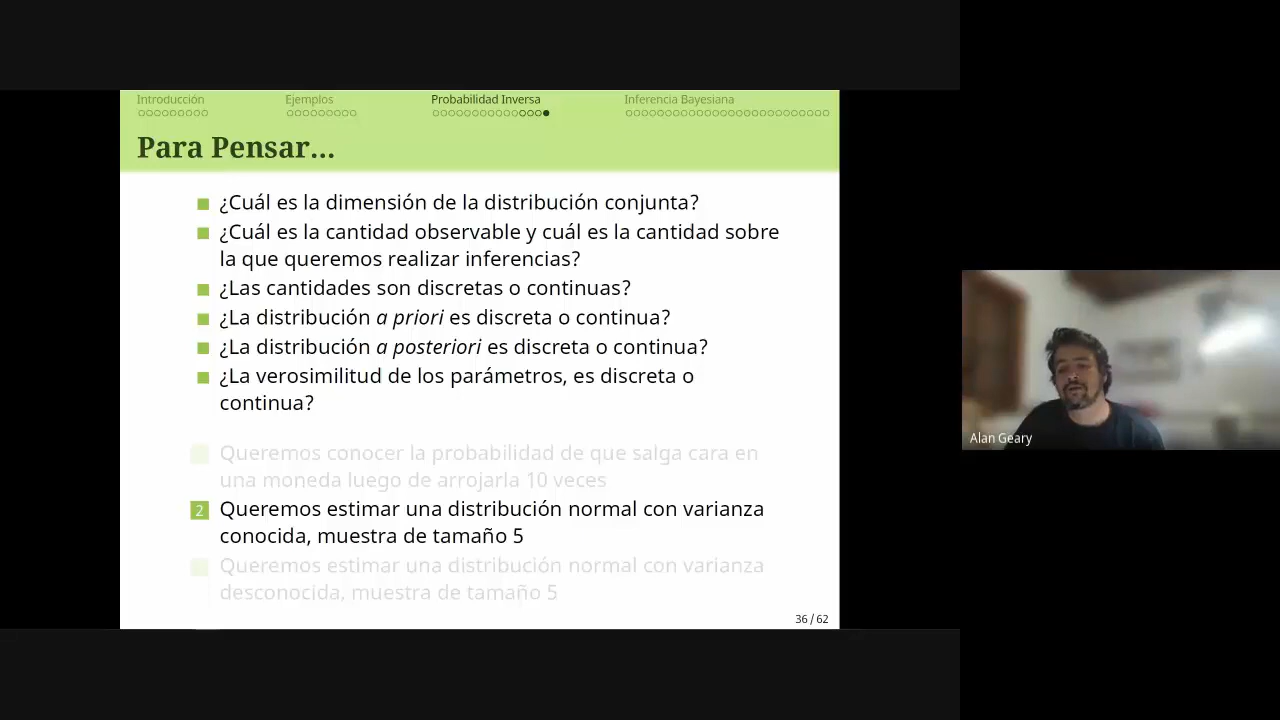 Introducción Ejemplos Probabilidad Inversa Inferencia Bayesiana
Para Pensar...
¿Cuál es la dimensión de la distribución conjunta?
¿Cuál es la cantidad observable y cuál es la cantidad sobre
la que queremos realizar inferencias?
¿Las cantidades son discretas o continuas?
¿La distribución a priori es discreta o continua?
¿La distribución a posteriori es discreta o continua?
¿La verosimilitud de los parámetros, es discreta o
continua?
Queremos conocer la probabilidad de que salga cara en
una moneda luego de arrojarla 10 veces
2 Queremos estimar una distribución normal con varianza
conocida, muestra de tamaño 5
Queremos estimar una distribución normal con varianza
desconocida, muestra de tamaño 5
36 / 62
Alan Geary